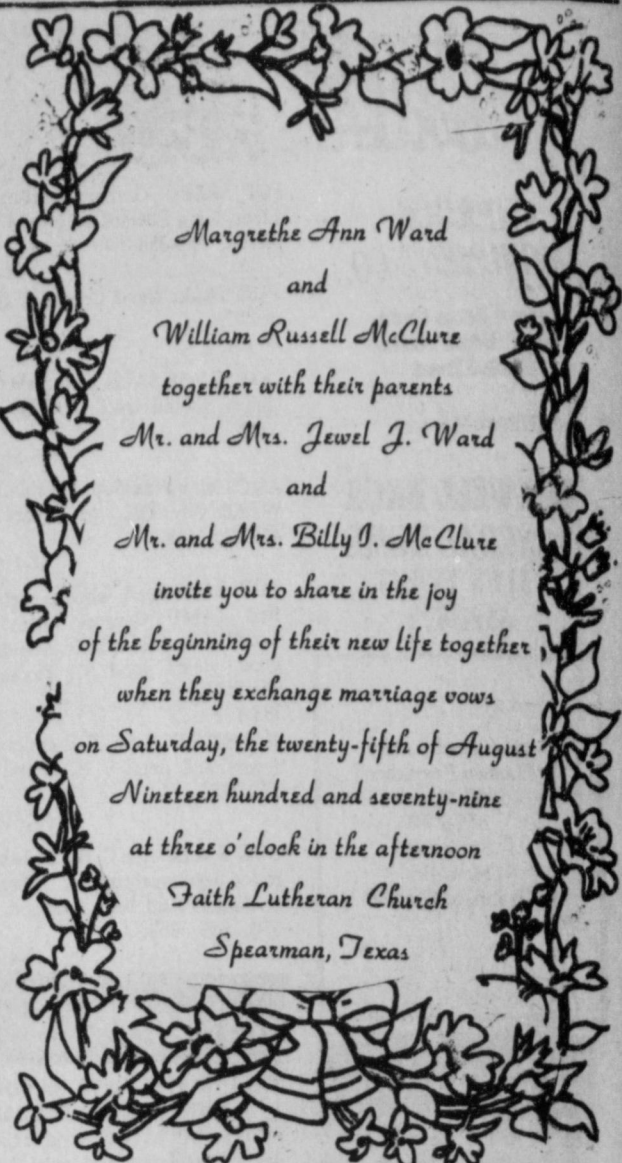 Margrethe Ann Ward
and
William Russell McClure
together with their parents
Mr. and Mrs. Jewel J. Ward
and
Mr. and Mrs. Billy I. McClure
invite you to share in the joy
of the beginning of their new life together
when they exchange marriage vows
on Saturday, the twenty-fifth of August
Nineteen hundred and seventy-nine
at three o'clock in the afternoon
Faith Lutheran Church
Spearman, Texas